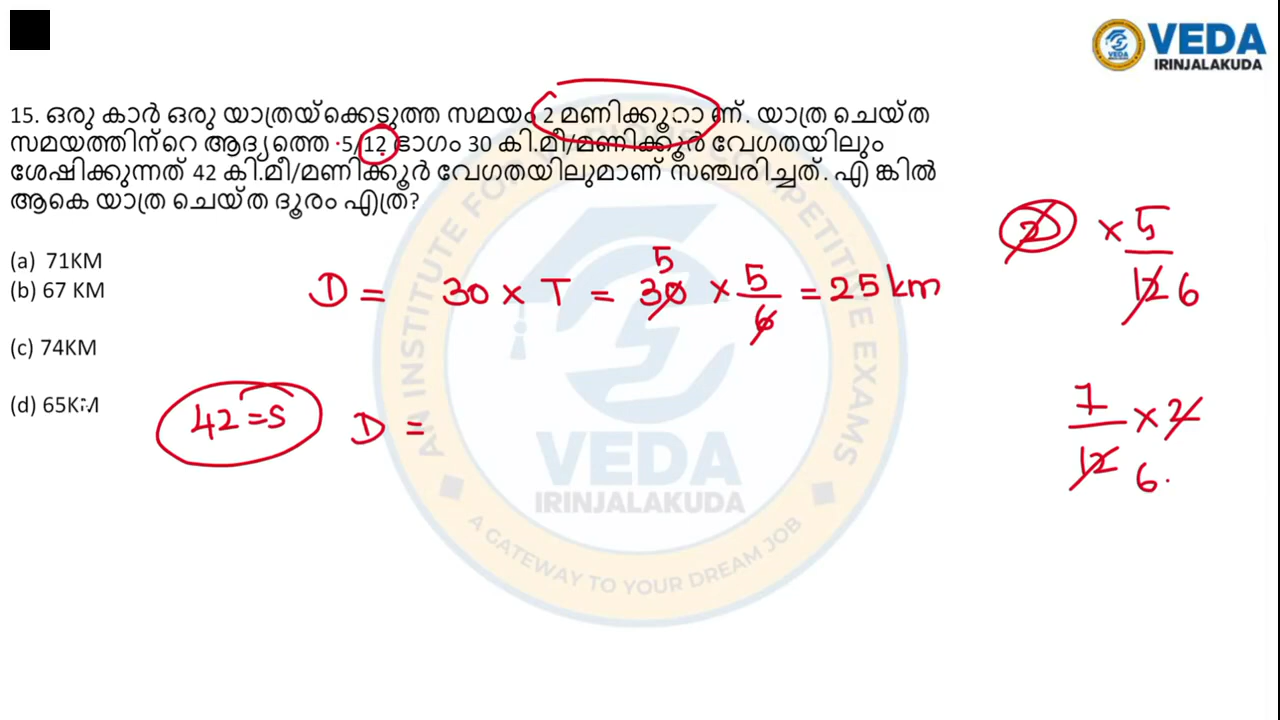 VEDA
IRINJALAKUDA
15. ഒരു കാർ ഒരു യാത്രയ്ക്കെടുത്ത സമയം 2 മണിക്കൂറാ ണ്. യാത്ര ചെയ്ത
സമയത്തിന്റെ ആദ്യത്തെ 5/12 ഭാഗം 30 കി.മീ/മണിക്കൂർ വേഗതയിലും
ശേഷിക്കുന്നത് 42 കി.മീ/മണിക്കൂർ വേഗതയിലുമാണ് സഞ്ചരിച്ചത്. എ ങ്കിൽ
ആകെ യാത്ര ചെയ്ത ദൂരം എത്ര?
2 × 5/12 6
(a) 71KM
(b) 67 KM
D = 30 × T = 30 5 × 5/6 = 25 km
(c) 74KM
(d) 65KM
42 = S D =
7/12 × 2
6
AN INSTITUTE FOR COMPETITIVE EXAMS
VEDA
IRINJALAKUDA
A GATEWAY TO YOUR DREAM JOB